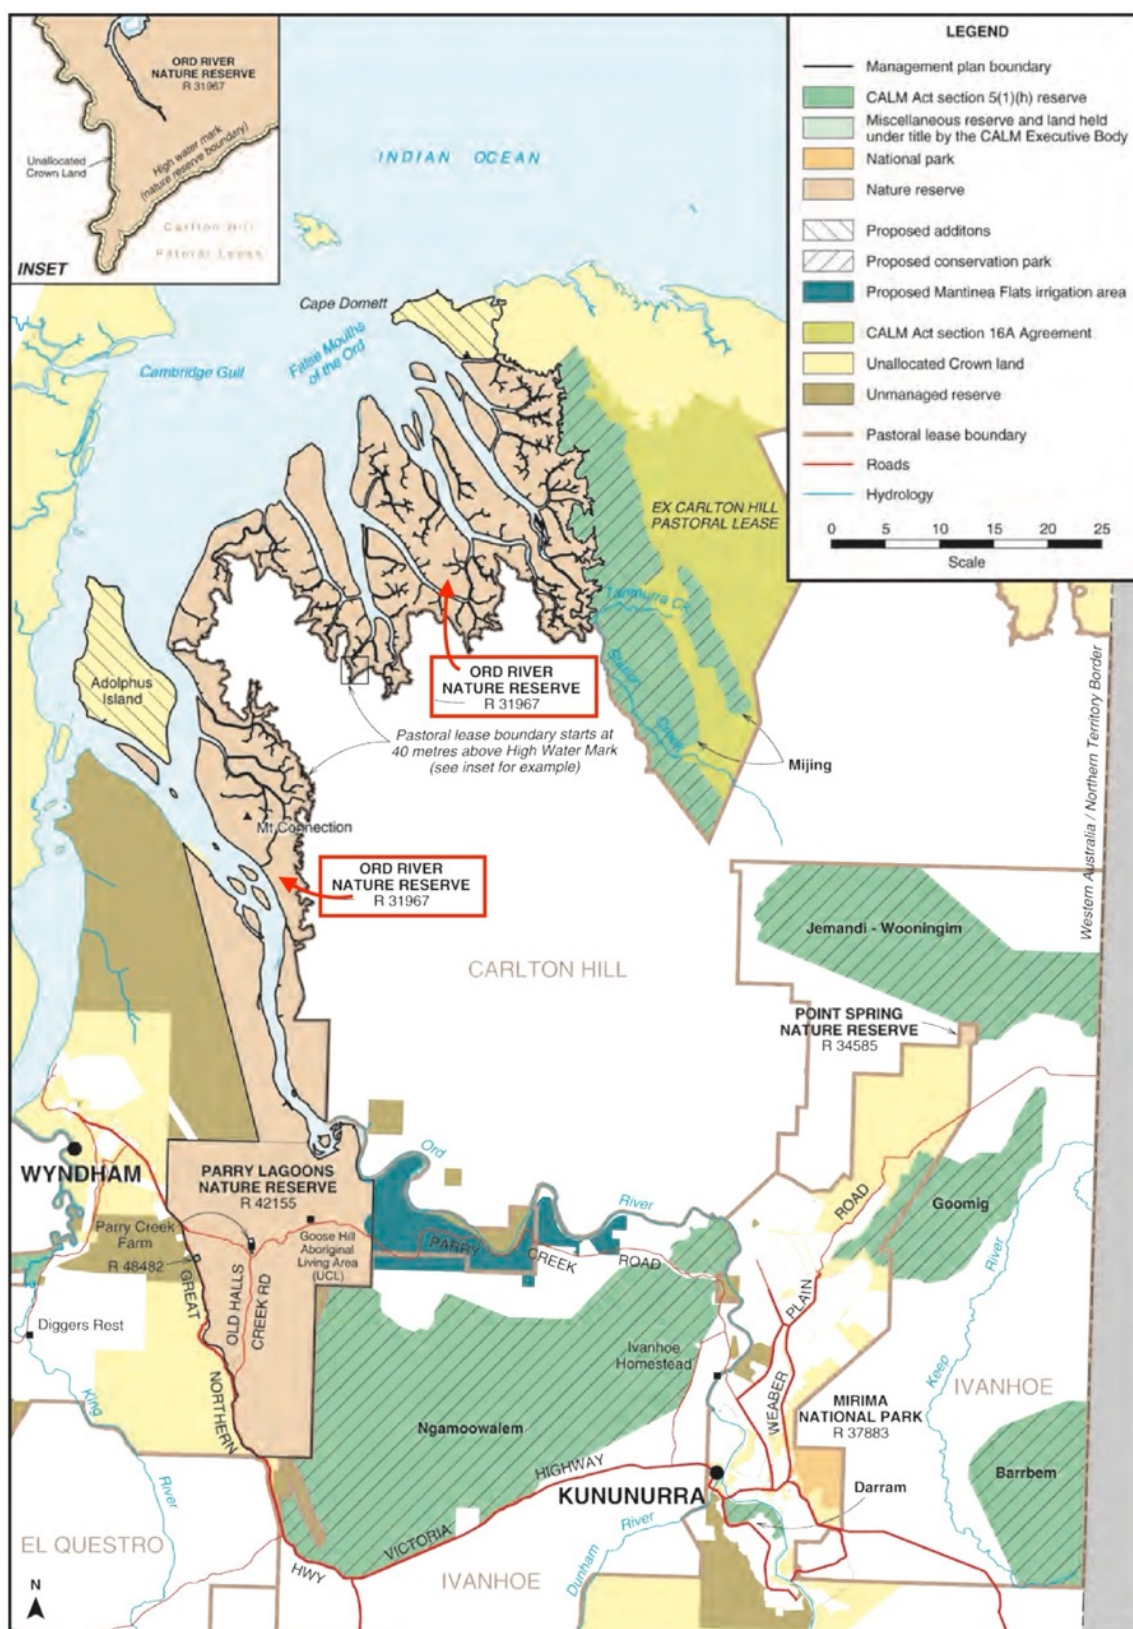 ORD RIVER
NATURE RESERVE
R 31967
Unallocated
Crown Land
High water mark
(nature reserve boundary)
Carlton Hill
Patoral Lease
INSET
INDIAN OCEAN
LEGEND
Management plan boundary
CALM Act section 5(1)(h) reserve
Miscellaneous reserve and land held
under title by the CALM Executive Body
National park
Nature reserve
Proposed additons
Proposed conservation park
Proposed Mantinea Flats irrigation area
CALM Act section 16A Agreement
Unallocated Crown land
Unmanaged reserve
Pastoral lease boundary
Roads
Hydrology
0 5 10 15 20 25
Scale
Cape Domett
False Mouths
of the Ord
Cambridge Gulf
EX CARLTON HILL
PASTORAL LEASE
Tanmurra Ck
Station
Creek
Adolphus
Island
ORD RIVER
NATURE RESERVE
R 31967
Pastoral lease boundary starts at
40 metres above High Water Mark
(see inset for example)
Mijing
Western Australia / Northern Territory Border
Mt Connection
ORD RIVER
NATURE RESERVE
R 31967
CARLTON HILL
Jemandi - Wooningim
POINT SPRING
NATURE RESERVE
R 34585
WYNDHAM
PARRY LAGOONS
NATURE RESERVE
R 42155
Ord
River
Goomig
Parry Creek
Farm
R 48482
Goose Hill
Aboriginal
Living Area
(UCL)
PARRY CREEK ROAD
GREAT
NORTHERN
HWY
OLD HALLS
CREEK RD
WEABER
PLAIN
ROAD
Keep
River
Diggers Rest
King
River
Ivanhoe
Homestead
IVANHOE
MIRIMA
NATIONAL PARK
R 37883
Ngamoowalem
VICTORIA
HIGHWAY
KUNUNURRA
Darram
Barrbem
EL QUESTRO
IVANHOE
Dunham
River
N